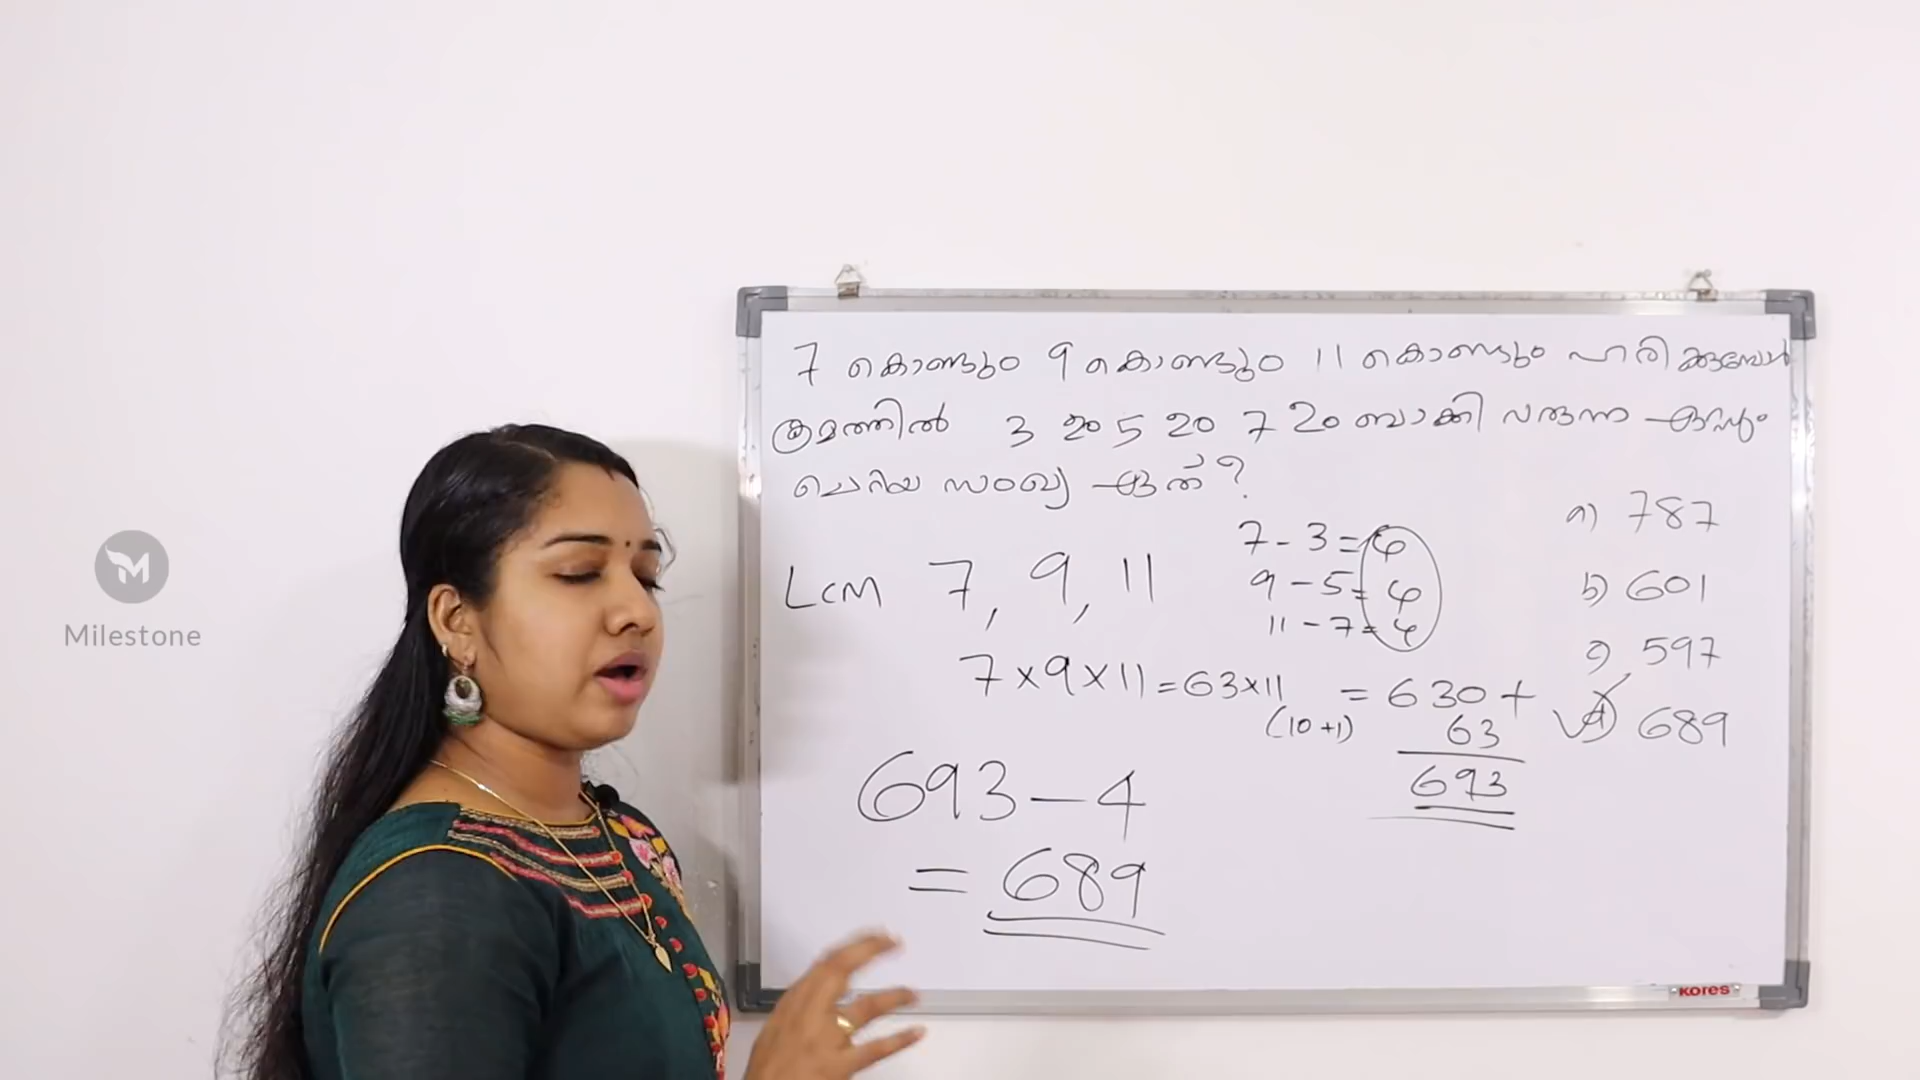 7 കൊണ്ടും 9 കൊണ്ടും 11 കൊണ്ടും ഹരിക്കുമ്പോൾ
ക്രമത്തിൽ 3 ഉം 5 ഉം 7 ഉം ബാക്കി വരുന്ന ഏറ്റവും
ചെറിയ സംഖ്യ ഏത് ?
LCM 7, 9, 11
7 - 3 = 4
9 - 5 = 4
11 - 7 = 4
7 × 9 × 11 = 63 × 11 = 630 +
(10 + 1) 63
693
693 - 4
= 689
a) 787
b) 601
c) 597
d) 689
M
Milestone
KORES